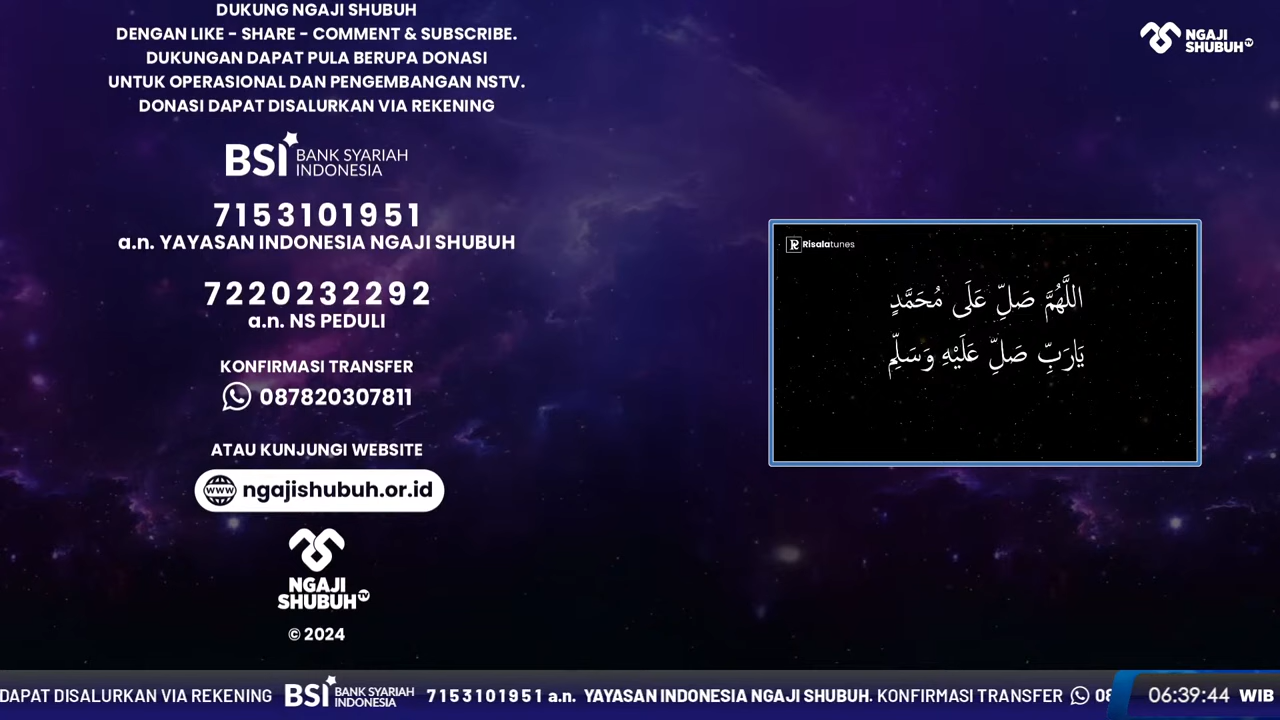 DUKUNG NGAJI SHUBUH
DENGAN LIKE - SHARE - COMMENT & SUBSCRIBE.
DUKUNGAN DAPAT PULA BERUPA DONASI
UNTUK OPERASIONAL DAN PENGEMBANGAN NSTV.
DONASI DAPAT DISALURKAN VIA REKENING
BSI BANK SYARIAH
INDONESIA
7153101951
a.n. YAYASAN INDONESIA NGAJI SHUBUH
7220232292
a.n. NS PEDULI
KONFIRMASI TRANSFER
087820307811
ATAU KUNJUNGI WEBSITE
www ngajishubuh.or.id
NGAJI
SHUBUH TV
© 2024
NGAJI
SHUBUH TV
Risalatunes
اللَّهُمَّ صَلِّ عَلَى مُحَمَّدٍ
يَارَبِّ صَلِّ عَلَيْهِ وَسَلِّم
DAPAT DISALURKAN VIA REKENING BSI BANK SYARIAH INDONESIA 7153101951 a.n. YAYASAN INDONESIA NGAJI SHUBUH. KONFIRMASI TRANSFER 08
06:39:44 WIB